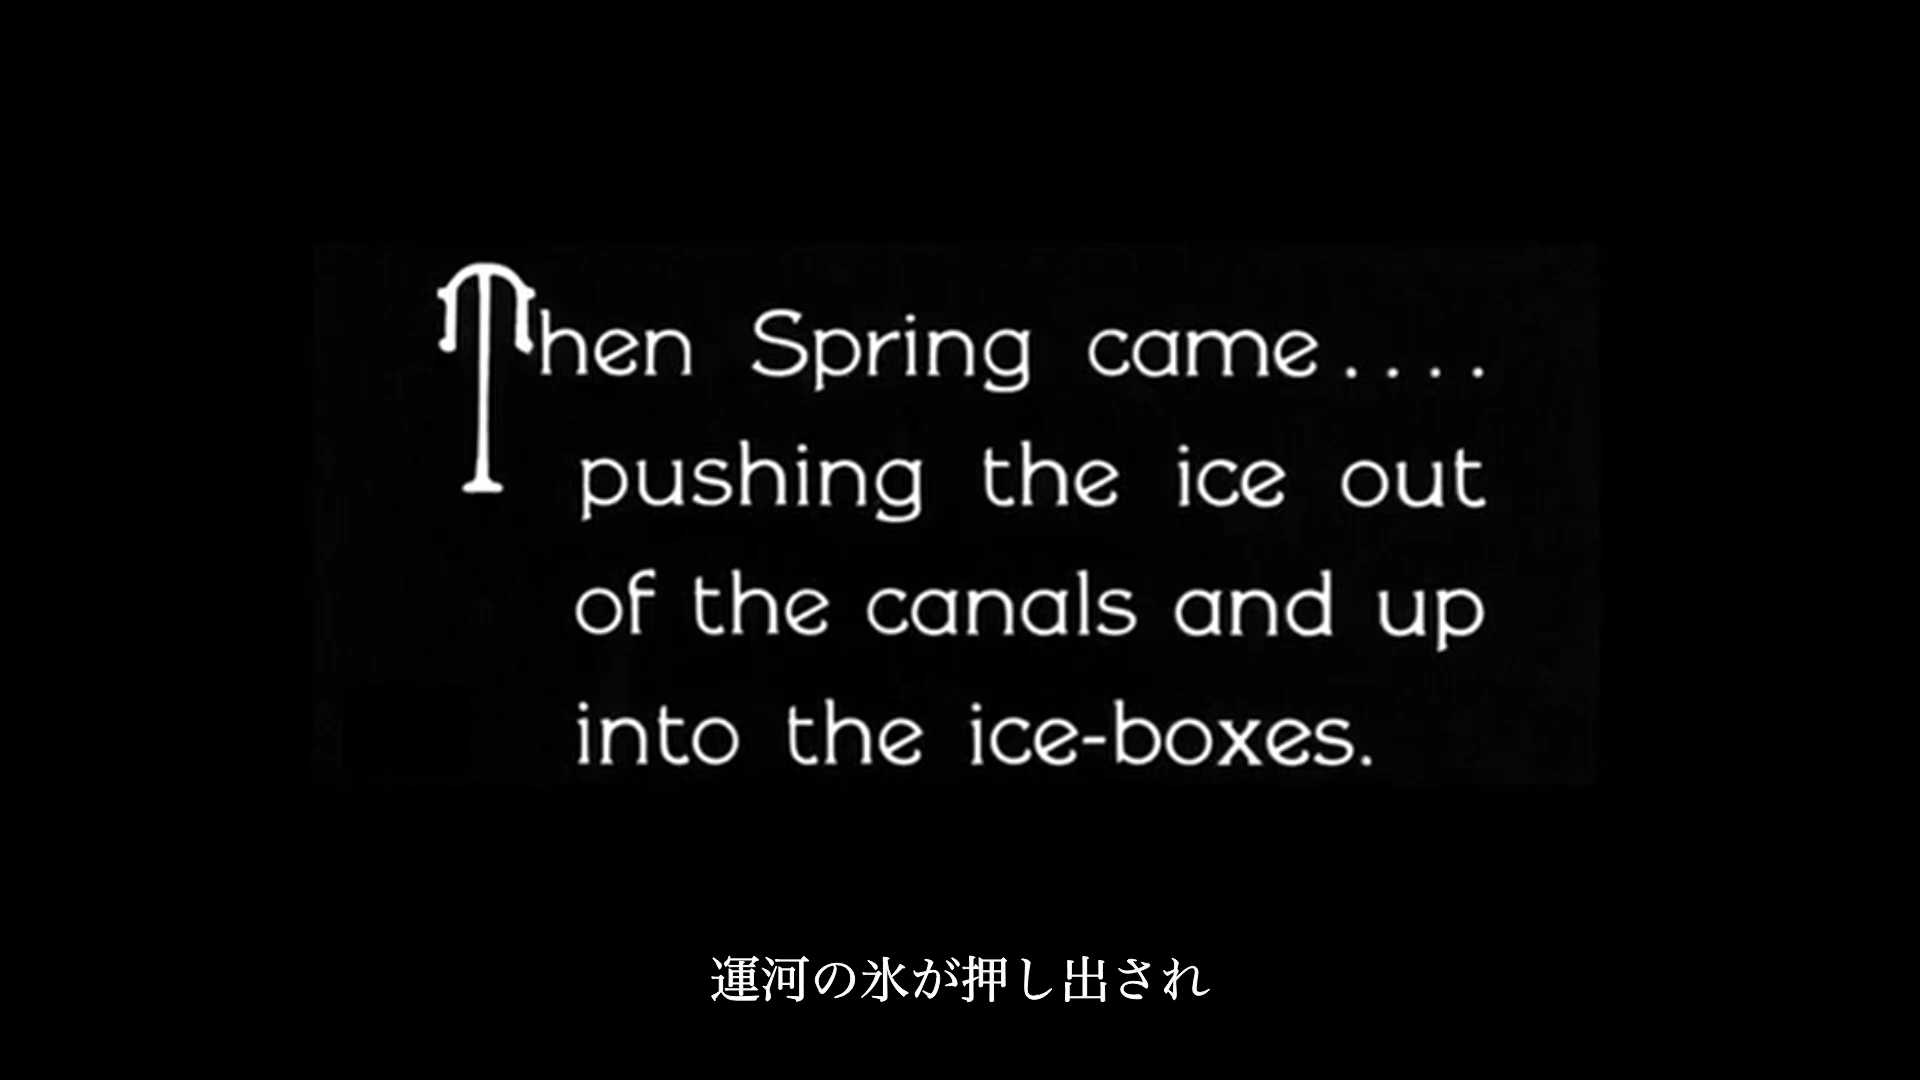 Then Spring came....
pushing the ice out
of the canals and up
into the ice-boxes.
運河の氷が押し出され